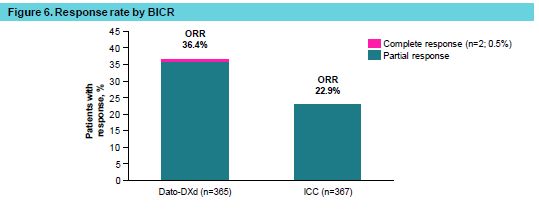 Figure 6. Response rate by BICR
Complete response (n=2; 0.5%)
Partial response
Patients with
response, %
45
40
35
30
25
20
15
10
5
0
ORR
36.4%
ORR
22.9%
Dato-DXd (n=365)
ICC (n=367)